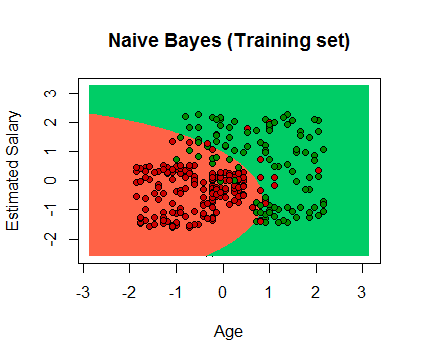 Naive Bayes (Training set)
Estimated Salary
3
2
1
0
-1
-2
-3 -2 -1 0 1 2 3
Age